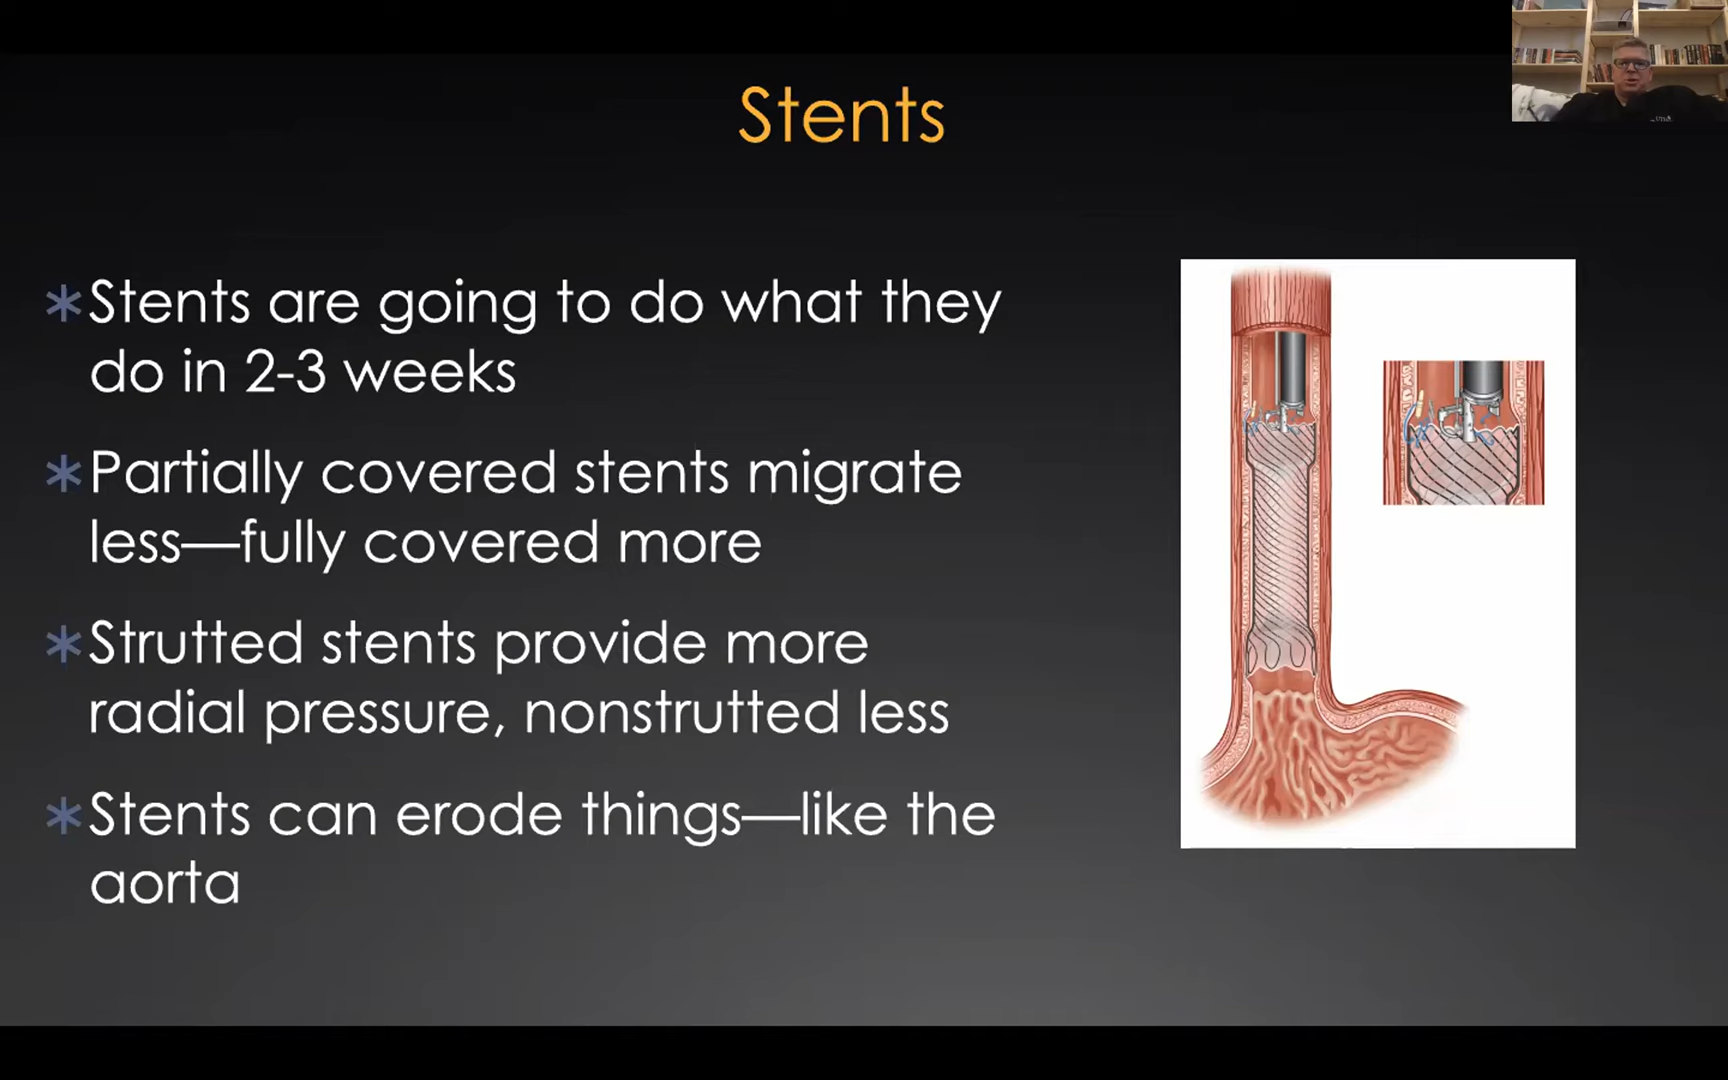 Stents
Stents are going to do what they
do in 2-3 weeks
Partially covered stents migrate
less—fully covered more
Strutted stents provide more
radial pressure, nonstrutted less
Stents can erode things—like the
aorta